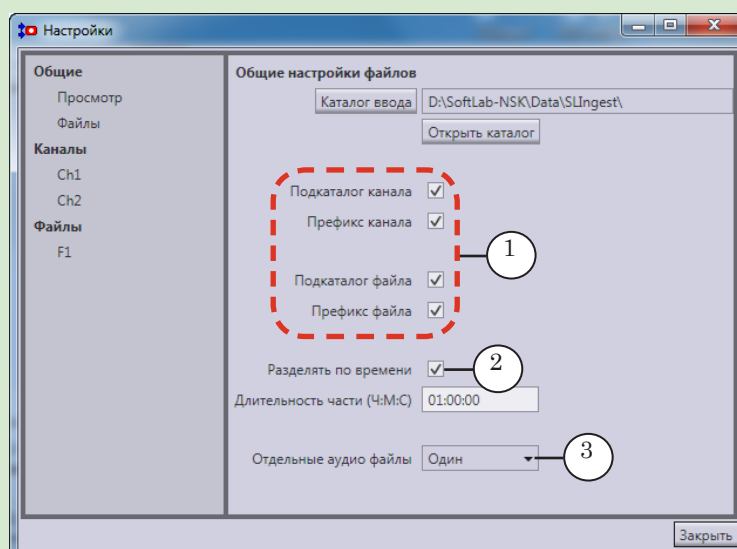 Настройки
Общие
Просмотр
Файлы
Каналы
Ch1
Ch2
Файлы
F1
Общие настройки файлов
Каталог ввода D:\SoftLab-NSK\Data\SLIngest\
Открыть каталог
Подкаталог канала
Префикс канала
1
Подкаталог файла
Префикс файла
Разделять по времени 2
Длительность части (Ч:М:С) 01:00:00
Отдельные аудио файлы Один 3
Закрыть